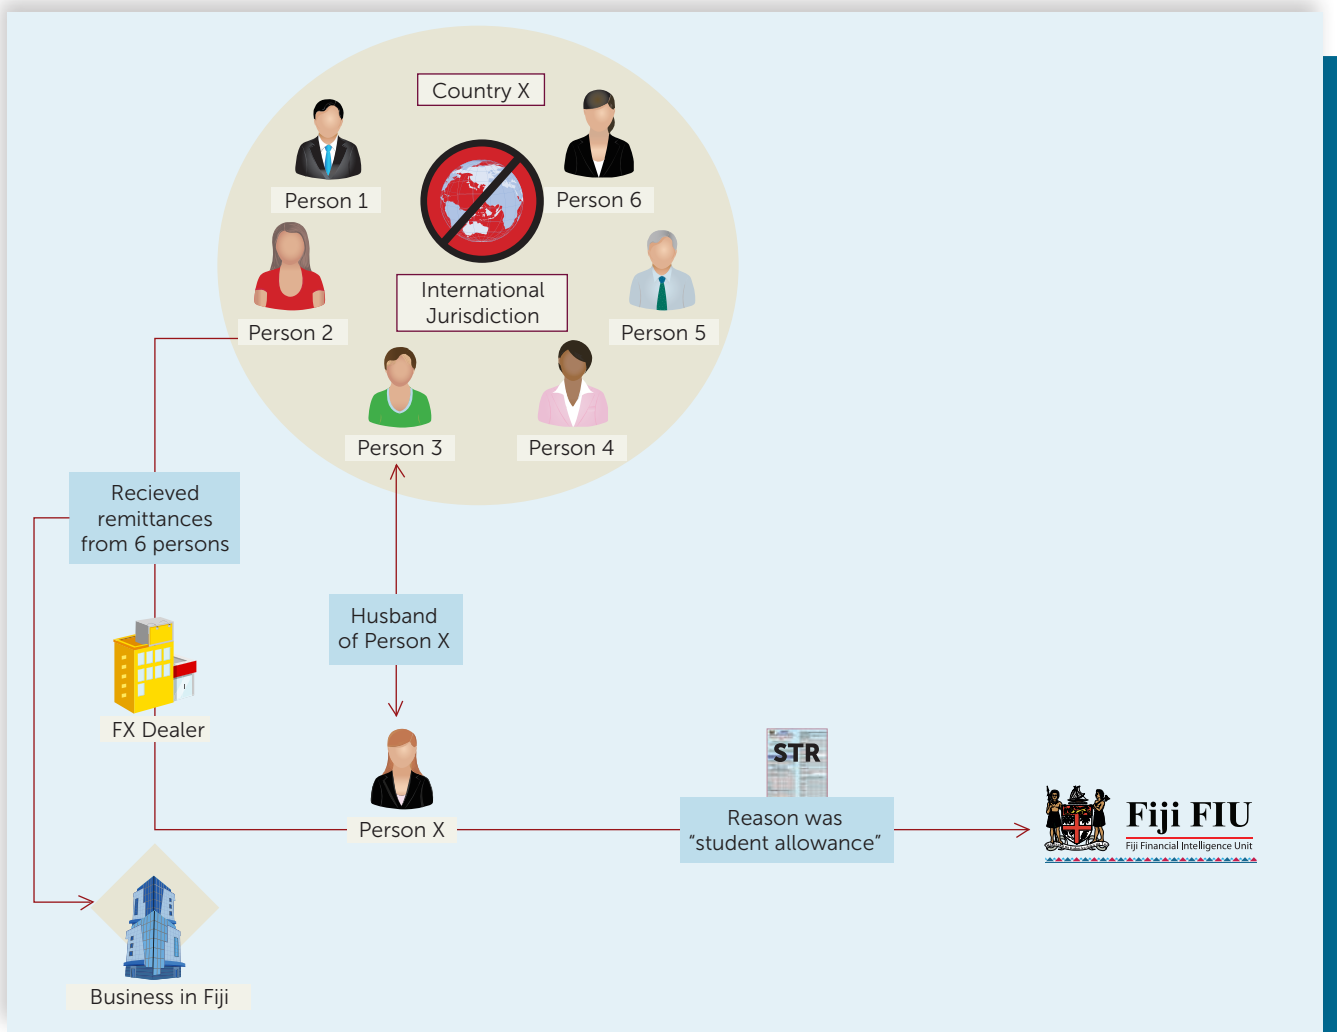 Country X
Person 1
Person 6
International
Jurisdiction
Person 2
Person 5
Person 3
Person 4
Recieved
remittances
from 6 persons
Husband
of Person X
FX Dealer
STR
Person X
Reason was
“student allowance”
Fiji FIU
Fiji Financial Intelligence Unit
Business in Fiji